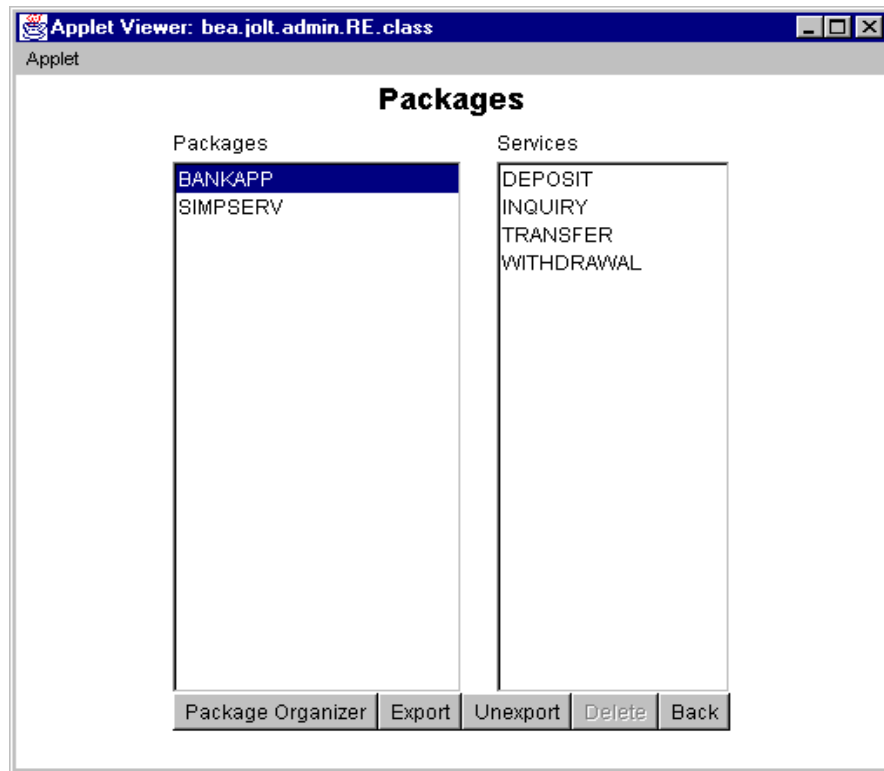 Applet Viewer: bea.jolt.admin.RE.class
Applet
Packages
Packages
Services
BANKAPP
SIMPSERV
DEPOSIT
INQUIRY
TRANSFER
WITHDRAWAL
Package Organizer Export Unexport Delete Back